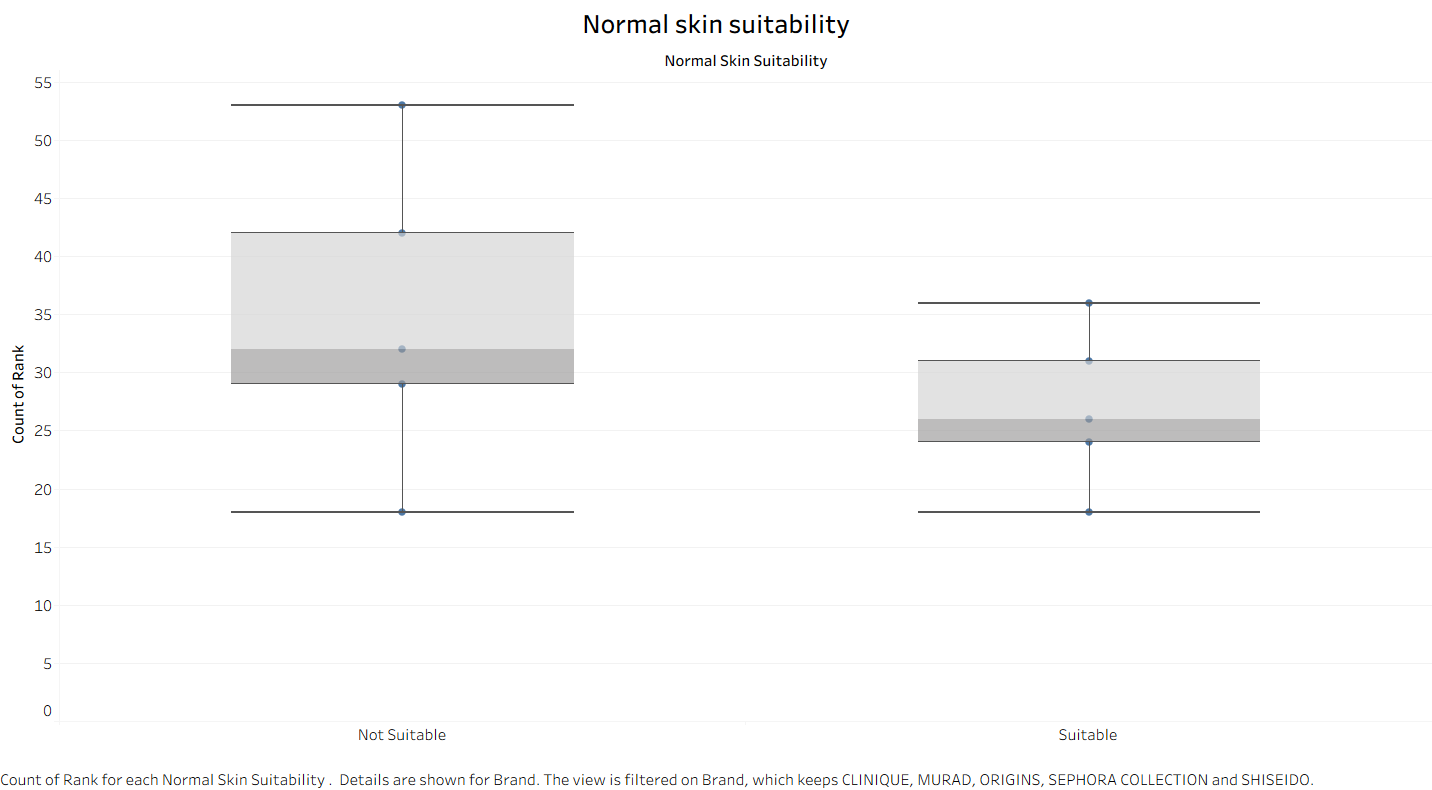 Normal skin suitability
Normal Skin Suitability
55
50
45
40
35
30
25
20
15
10
5
0
Count of Rank
Not Suitable
Suitable
Count of Rank for each Normal Skin Suitability .  Details are shown for Brand. The view is filtered on Brand, which keeps CLINIQUE, MURAD, ORIGINS, SEPHORA COLLECTION and SHISEIDO.